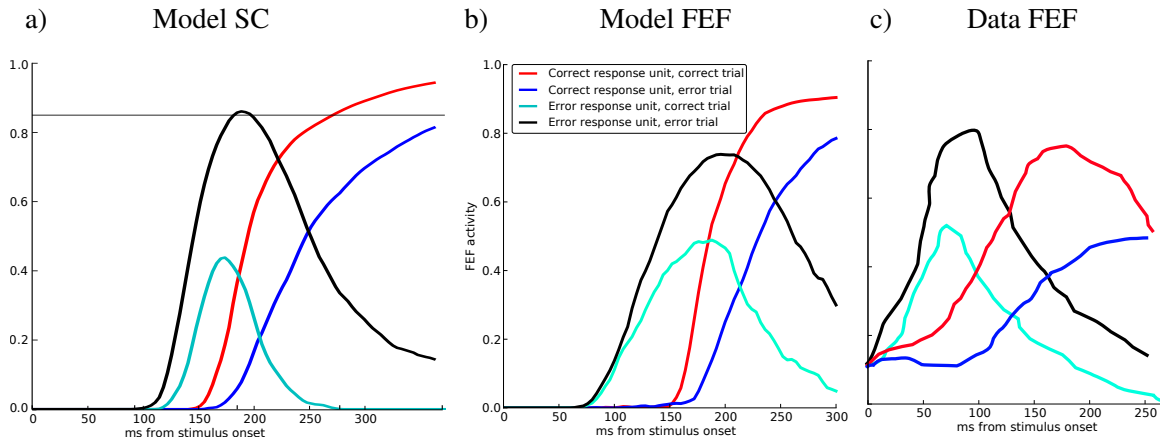 a) Model SC
b) Model FEF
c) Data FEF
1.0
0.8
0.6
0.4
0.2
0.0
0 50 100 150 200 250 300
ms from stimulus onset
FEF activity
1.0
0.8
0.6
0.4
0.2
0.0
Correct response unit, correct trial
Correct response unit, error trial
Error response unit, correct trial
Error response unit, error trial
0 50 100 150 200 250 300
ms from stimulus onset
0 50 100 150 200 250
ms from stimulus onset